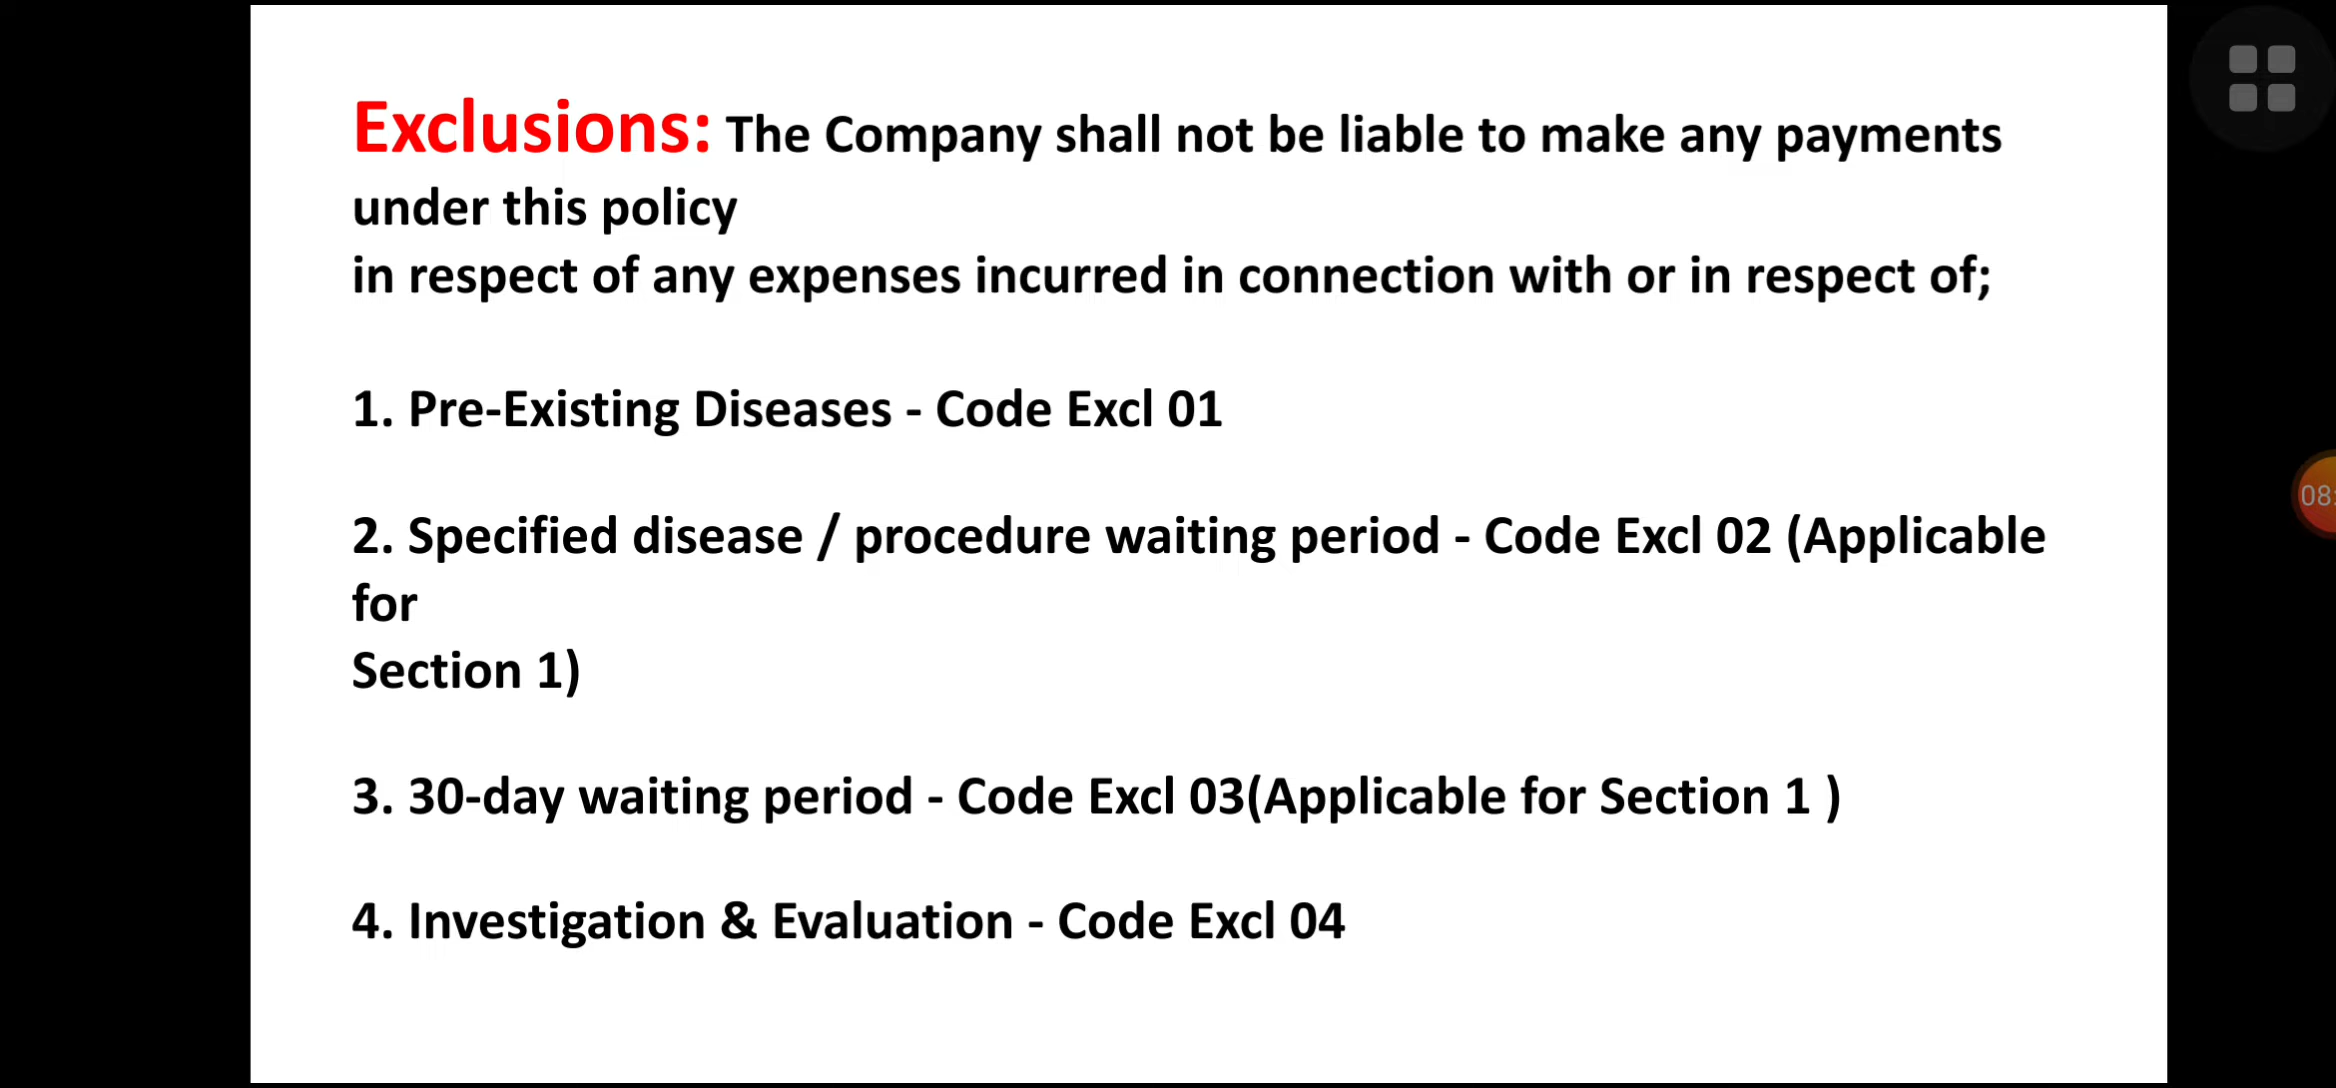 Exclusions: The Company shall not be liable to make any payments
under this policy
in respect of any expenses incurred in connection with or in respect of;
1. Pre-Existing Diseases - Code Excl 01
2. Specified disease / procedure waiting period - Code Excl 02 (Applicable
for
Section 1)
3. 30-day waiting period - Code Excl 03(Applicable for Section 1 )
4. Investigation & Evaluation - Code Excl 04
08: